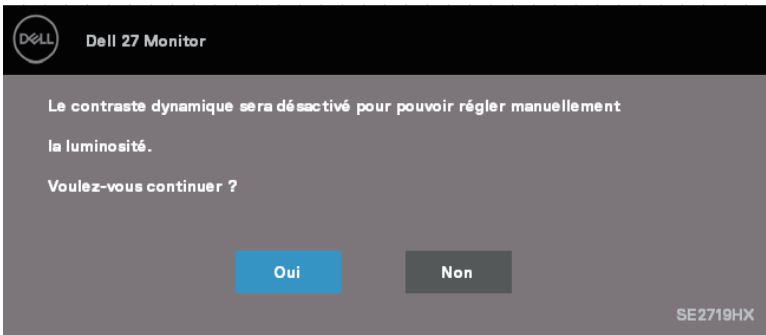 DELL
Dell 27 Monitor
Le contraste dynamique sera désactivé pour pouvoir régler manuellement
la luminosité.
Voulez-vous continuer ?
Oui
Non
SE2719HX